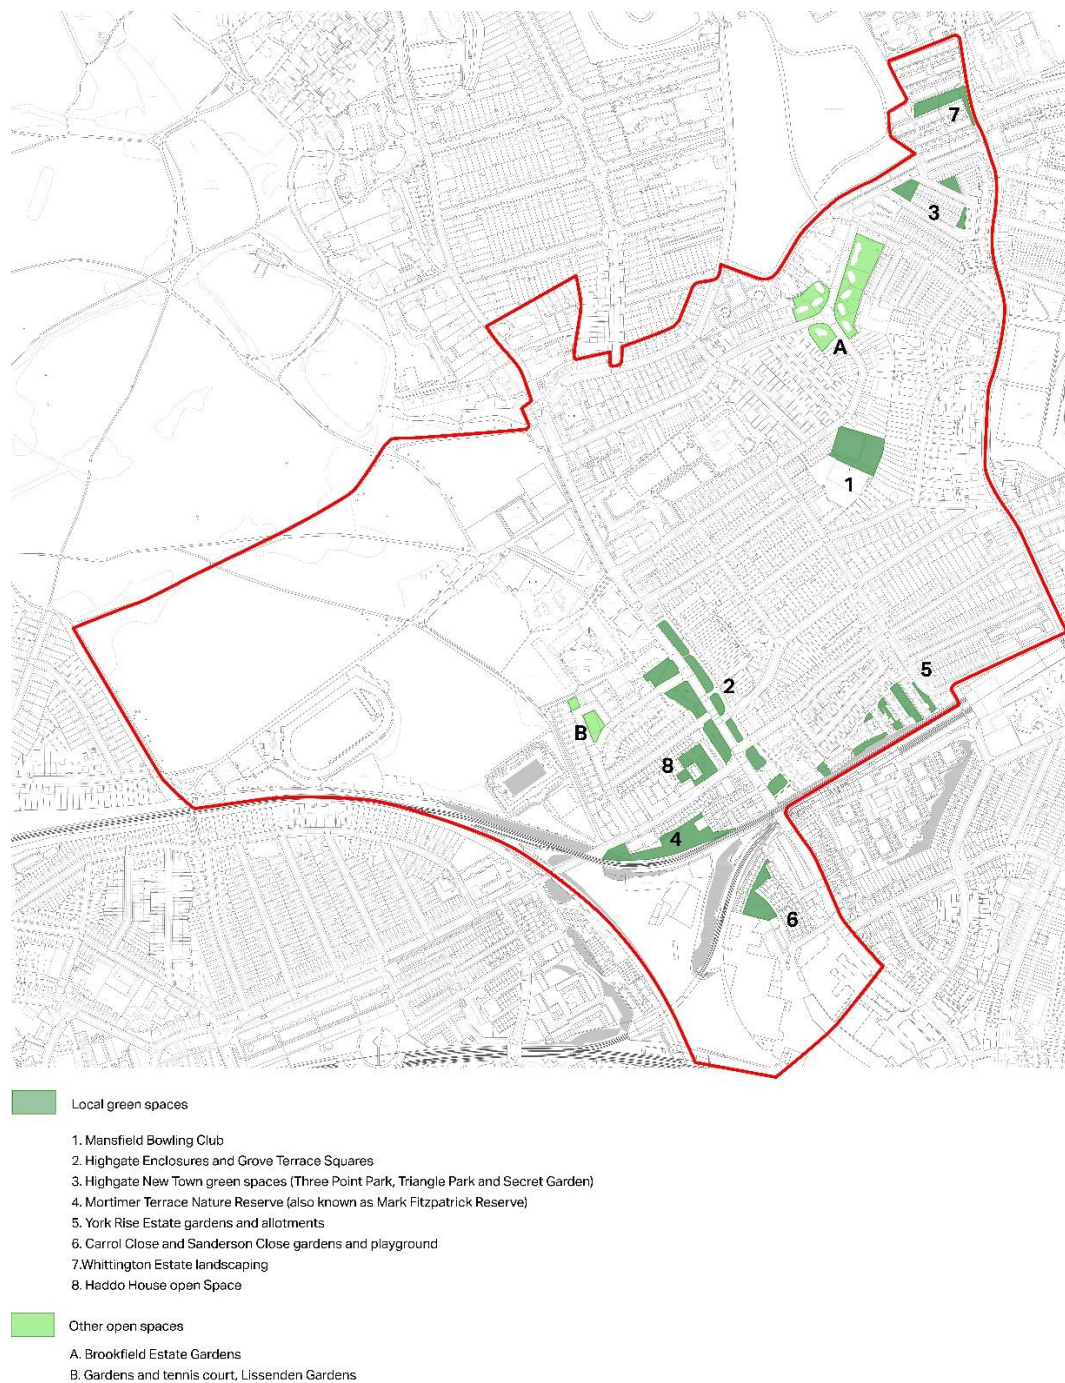 7
3
A
1
5
2
B
8
4
6
Local green spaces
1. Mansfield Bowling Club
2. Highgate Enclosures and Grove Terrace Squares
3. Highgate New Town green spaces (Three Point Park, Triangle Park and Secret Garden)
4. Mortimer Terrace Nature Reserve (also known as Mark Fitzpatrick Reserve)
5. York Rise Estate gardens and allotments
6. Carrol Close and Sanderson Close gardens and playground
7.Whittington Estate landscaping
8. Haddo House open Space
Other open spaces
A. Brookfield Estate Gardens
B. Gardens and tennis court, Lissenden Gardens